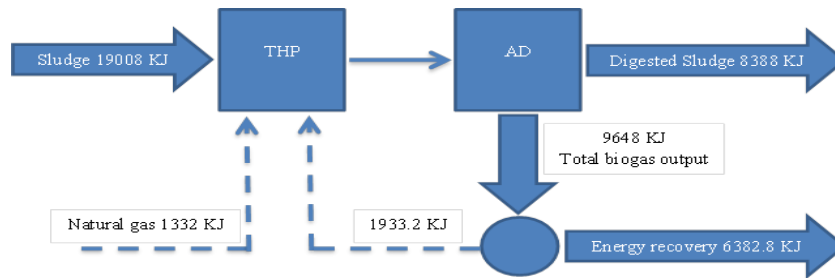 THP
AD
Sludge 19008 KJ
Digested Sludge 8388 KJ
9648 KJ
Total biogas output
Natural gas 1332 KJ
1933.2 KJ
Energy recovery 6382.8 KJ